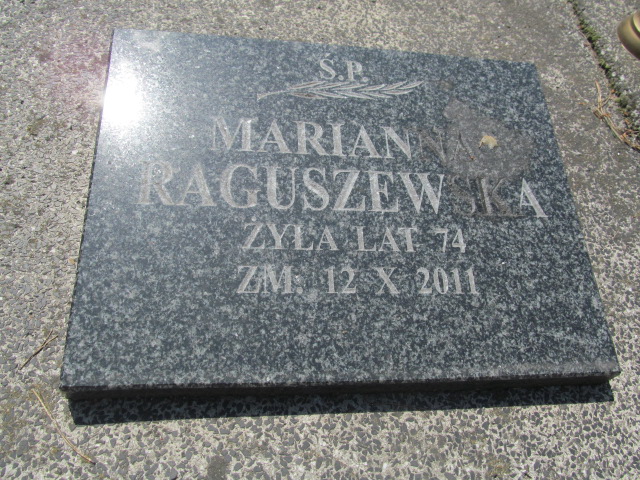 Ś.P.
MARIANNA
RAGUSZEWSKA
ŻYŁA LAT 74
ZM. 12 X 2011